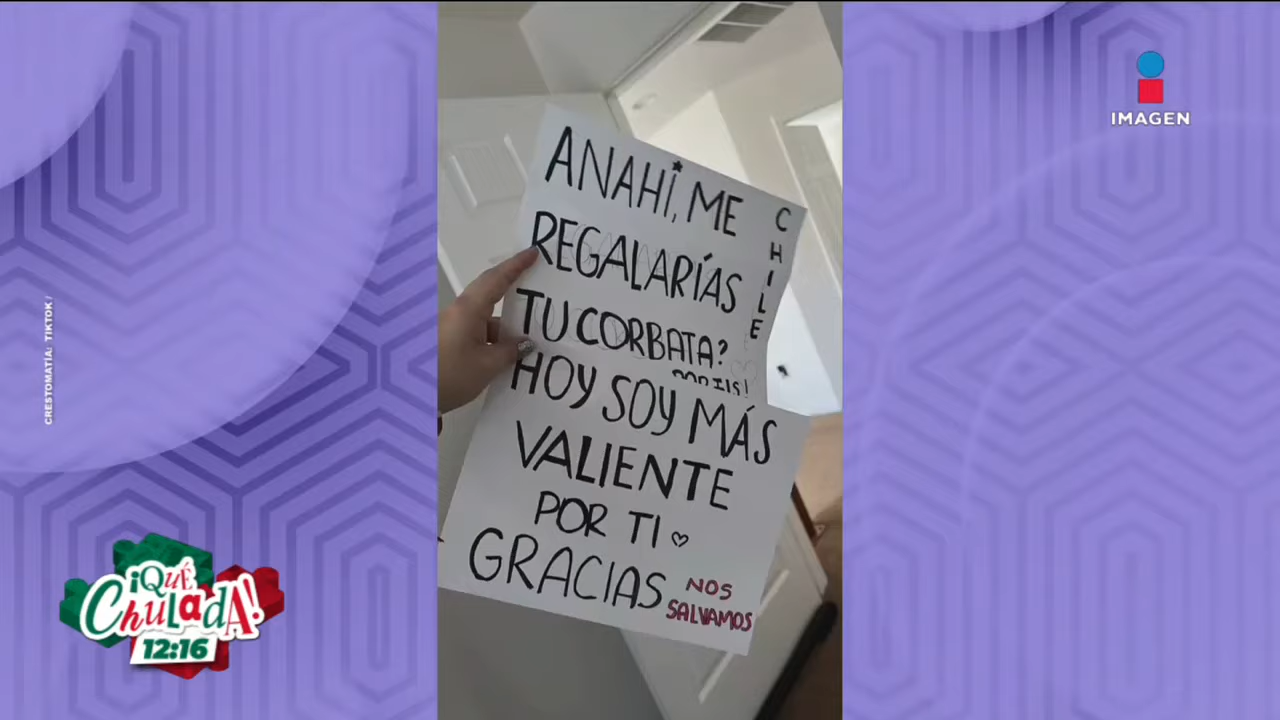 ANAHÍ, ME
REGALARÍAS
TU CORBATA?
CHILE
HOY SOY MÁS
VALIENTE
POR TI
GRACIAS
NOS
SALVAMOS
IMAGEN
CRESTOMATÍA: TIKTOK /
¡QUÉ
CHULADA!
12:16